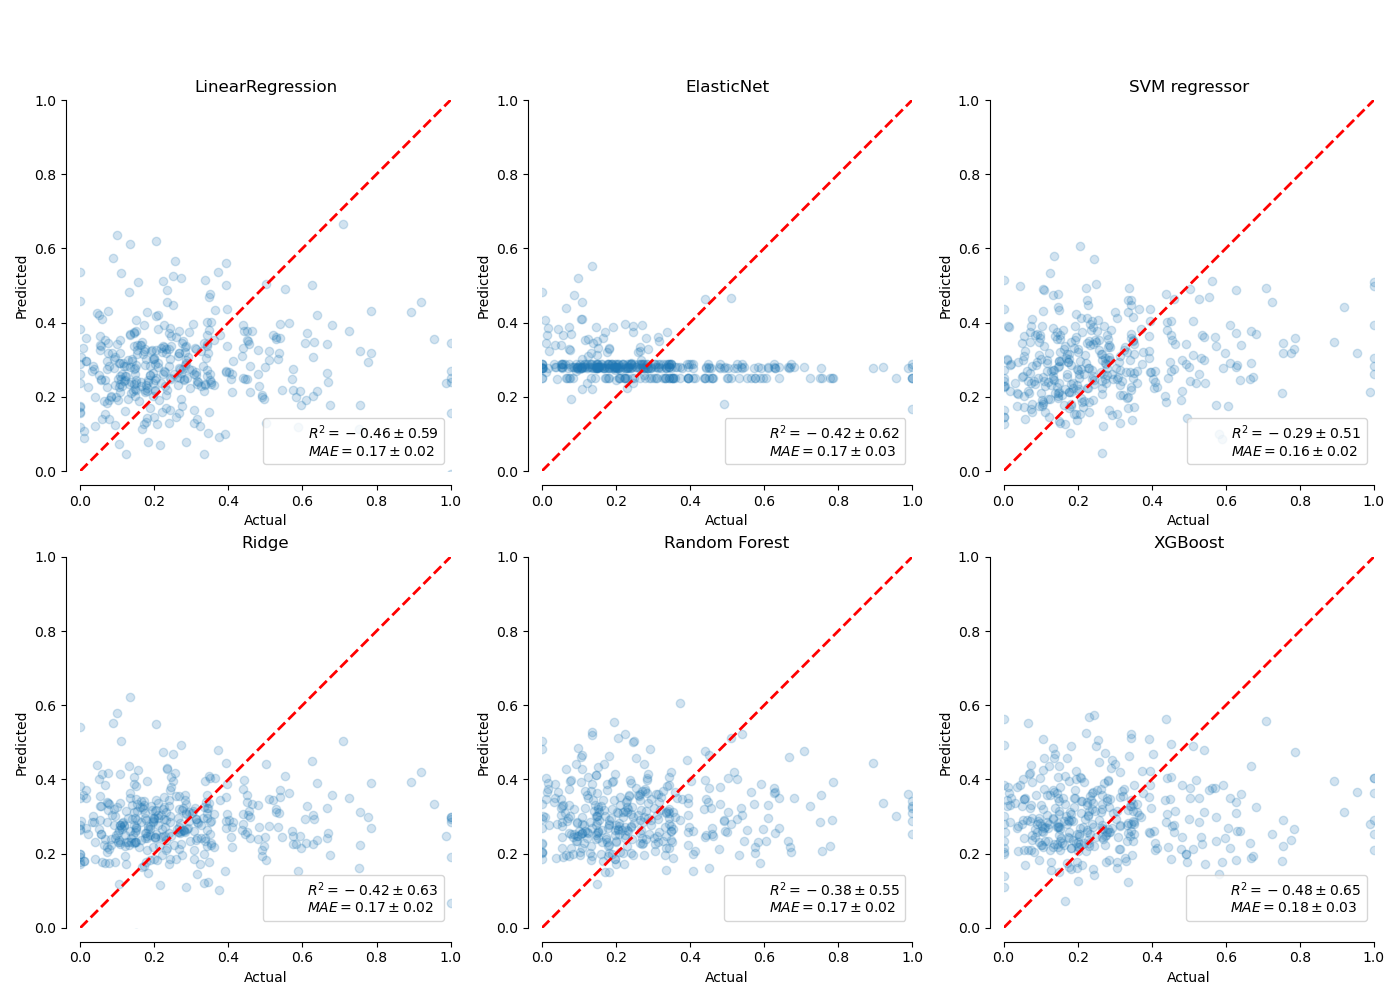 LinearRegression
ElasticNet
SVM regressor
1.0
0.8
0.6
0.4
0.2
0.0
Predicted
R² = −0.46 ± 0.59
MAE = 0.17 ± 0.02
0.0 0.2 0.4 0.6 0.8 1.0
Actual
1.0
0.8
0.6
0.4
0.2
0.0
Predicted
R² = −0.42 ± 0.62
MAE = 0.17 ± 0.03
0.0 0.2 0.4 0.6 0.8 1.0
Actual
1.0
0.8
0.6
0.4
0.2
0.0
Predicted
R² = −0.29 ± 0.51
MAE = 0.16 ± 0.02
0.0 0.2 0.4 0.6 0.8 1.0
Actual
Ridge
Random Forest
XGBoost
1.0
0.8
0.6
0.4
0.2
0.0
Predicted
R² = −0.42 ± 0.63
MAE = 0.17 ± 0.02
0.0 0.2 0.4 0.6 0.8 1.0
Actual
1.0
0.8
0.6
0.4
0.2
0.0
Predicted
R² = −0.38 ± 0.55
MAE = 0.17 ± 0.02
0.0 0.2 0.4 0.6 0.8 1.0
Actual
1.0
0.8
0.6
0.4
0.2
0.0
Predicted
R² = −0.48 ± 0.65
MAE = 0.18 ± 0.03
0.0 0.2 0.4 0.6 0.8 1.0
Actual